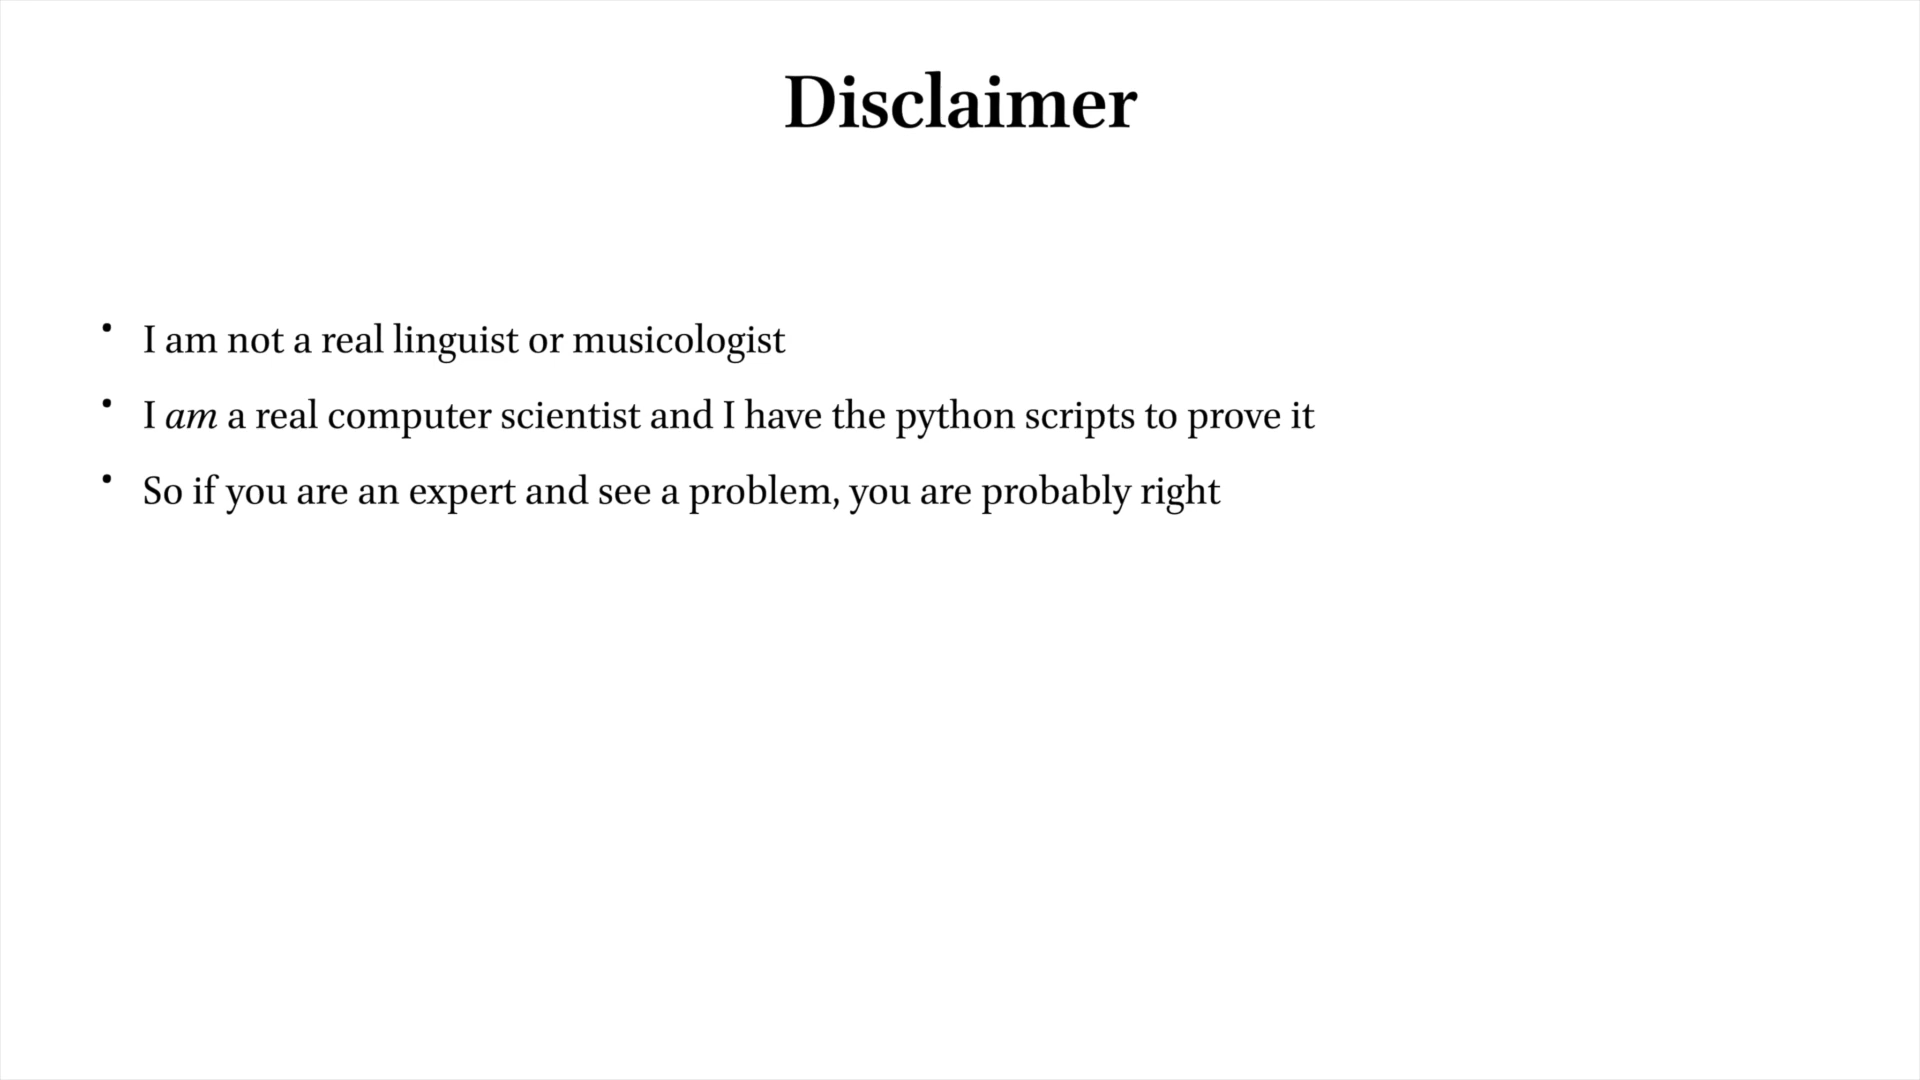 Disclaimer
• I am not a real linguist or musicologist
• I am a real computer scientist and I have the python scripts to prove it
• So if you are an expert and see a problem, you are probably right